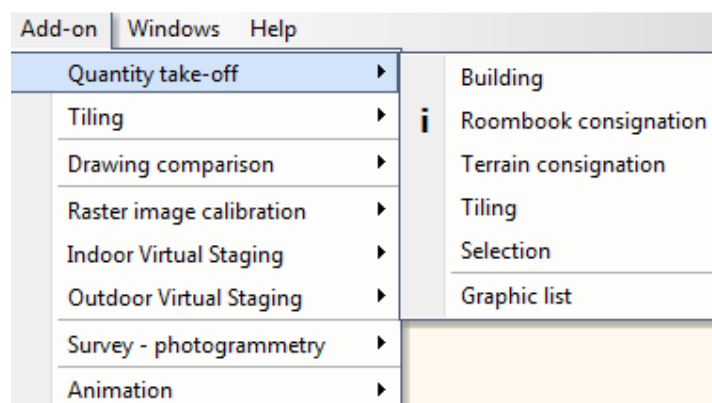 Add-on Windows Help
Quantity take-off
Tiling
Drawing comparison
Raster image calibration
Indoor Virtual Staging
Outdoor Virtual Staging
Survey - photogrammetry
Animation
Building
i Roombook consignation
Terrain consignation
Tiling
Selection
Graphic list